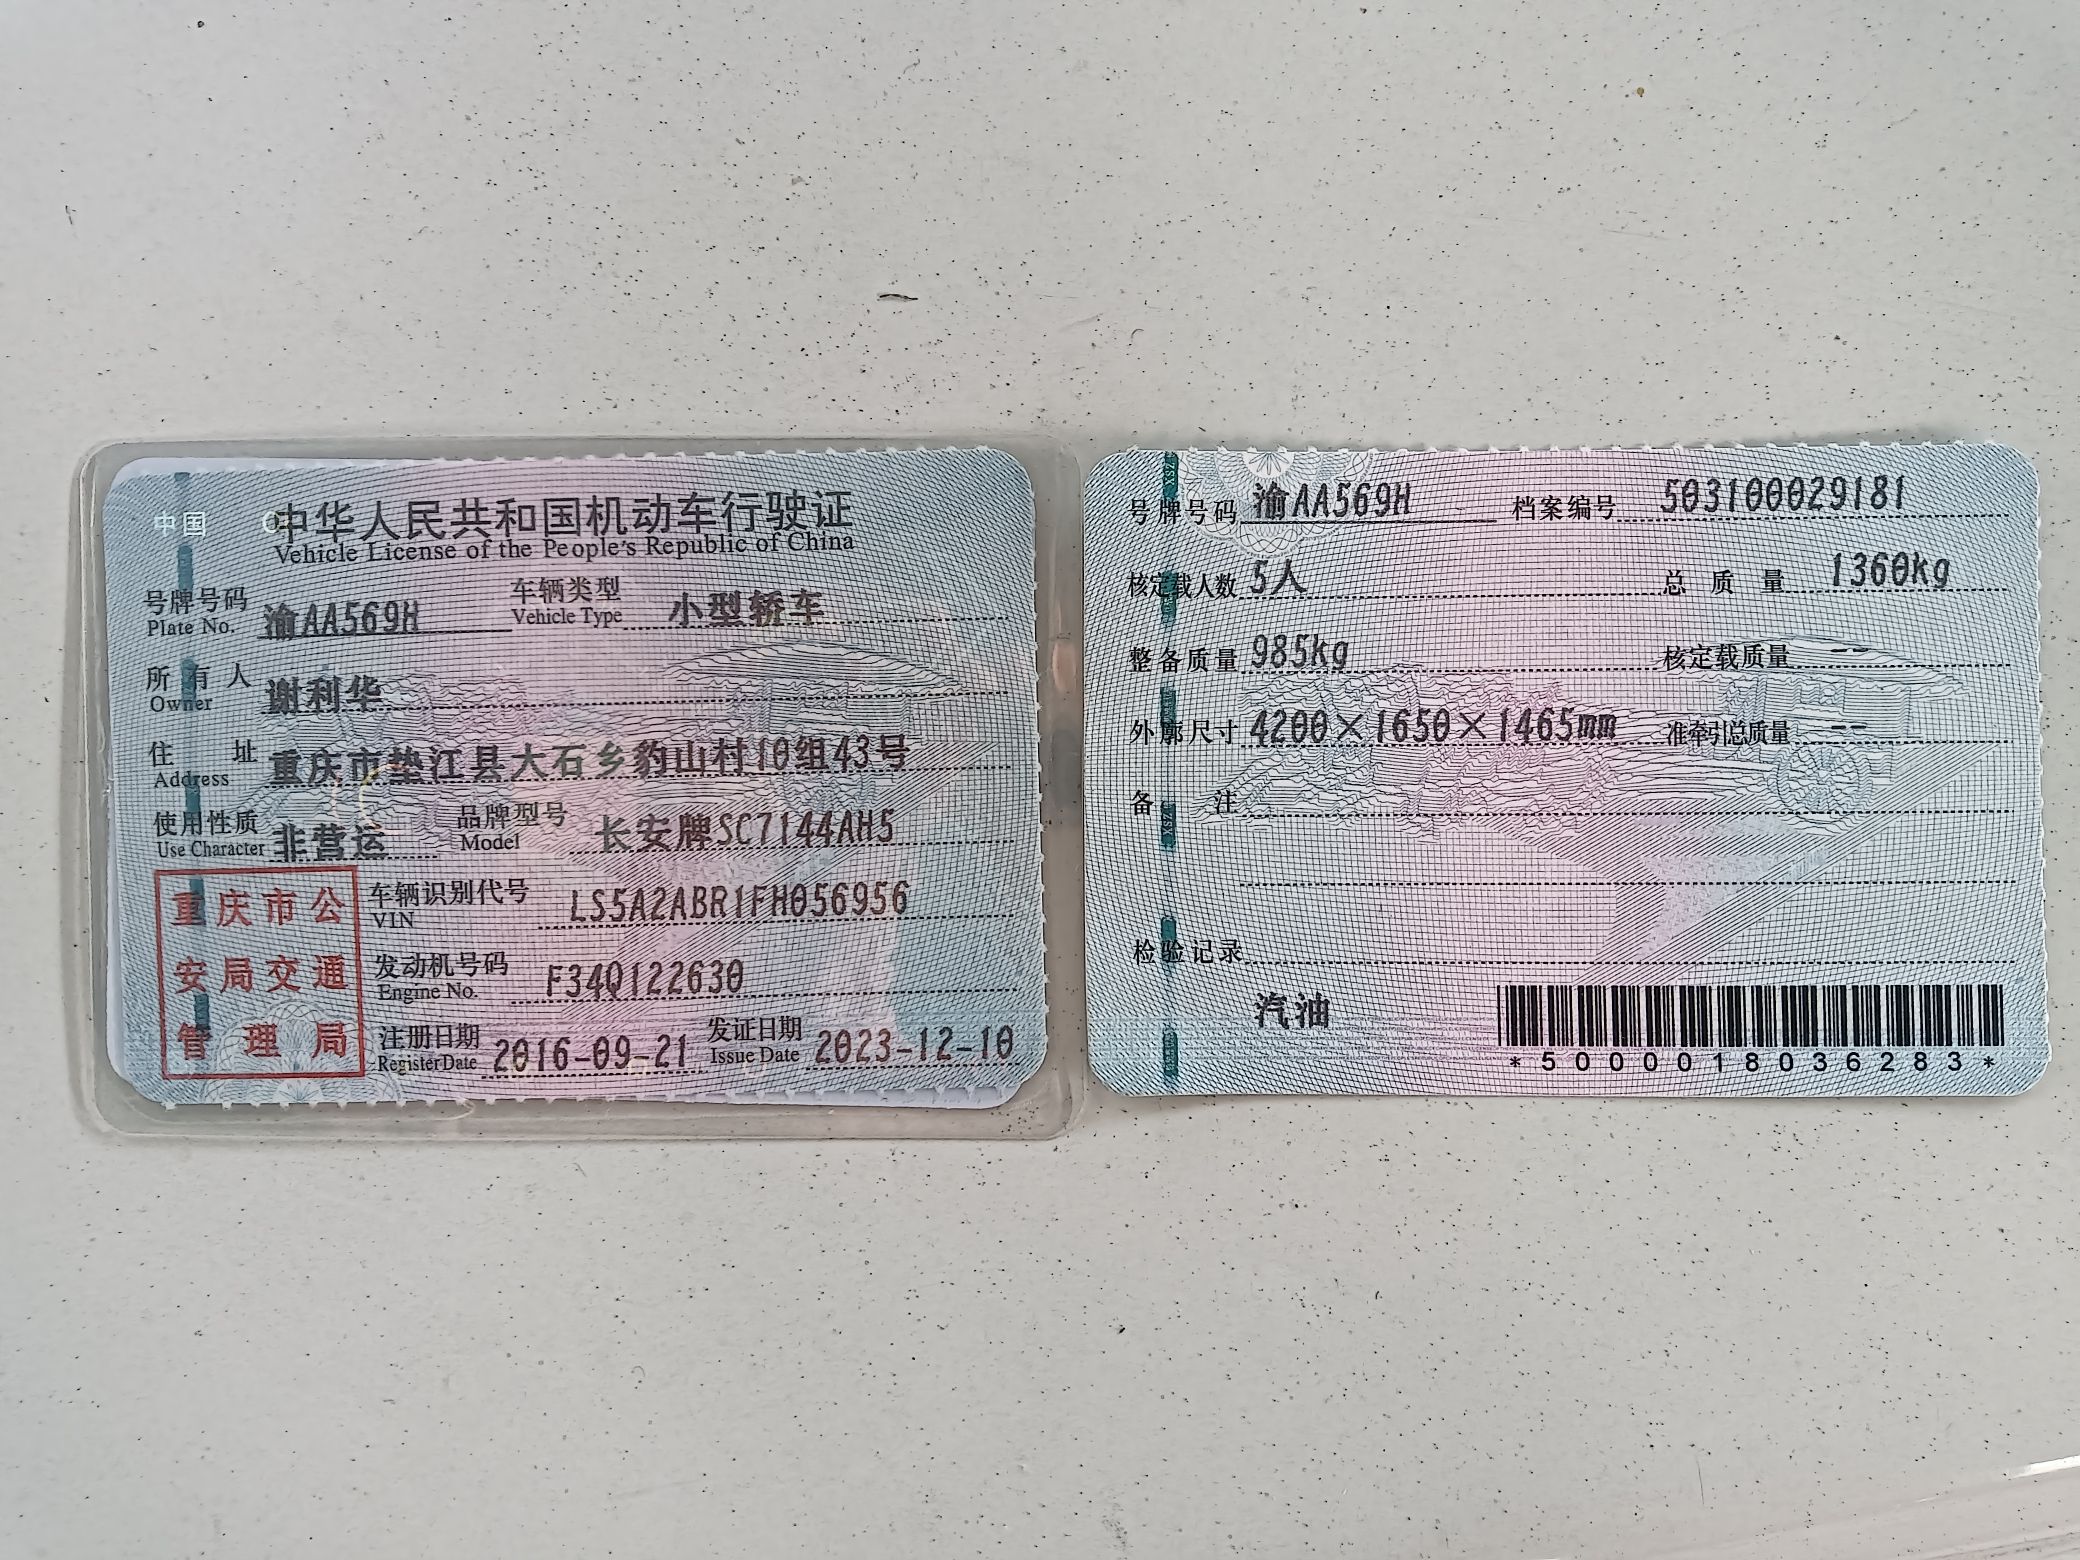 中国
中华人民共和国机动车行驶证
Vehicle License of the People's Republic of China
号牌号码 渝AA569H 车辆类型 小型轿车
Plate No. Vehicle Type
所有人 谢利华
Owner
住址 重庆市垫江县大石乡豹山村10组43号
Address
使用性质 非营运 品牌型号 长安牌SC7144AH5
Use Character Model
重庆市公
安局交通
管理局
车辆识别代号 LS5A2ABR1FH056956
VIN
发动机号码 F34Q122630
Engine No.
注册日期 2016-09-21 发证日期 2023-12-10
Register Date Issue Date
号牌号码 渝AA569H 档案编号 503100029181
核定载人数 5人 总质量 1360kg
整备质量 985kg 核定载质量 --
外廓尺寸 4200×1650×1465mm 准牵引总质量 --
备注
检验记录
汽油
*5000018036283*